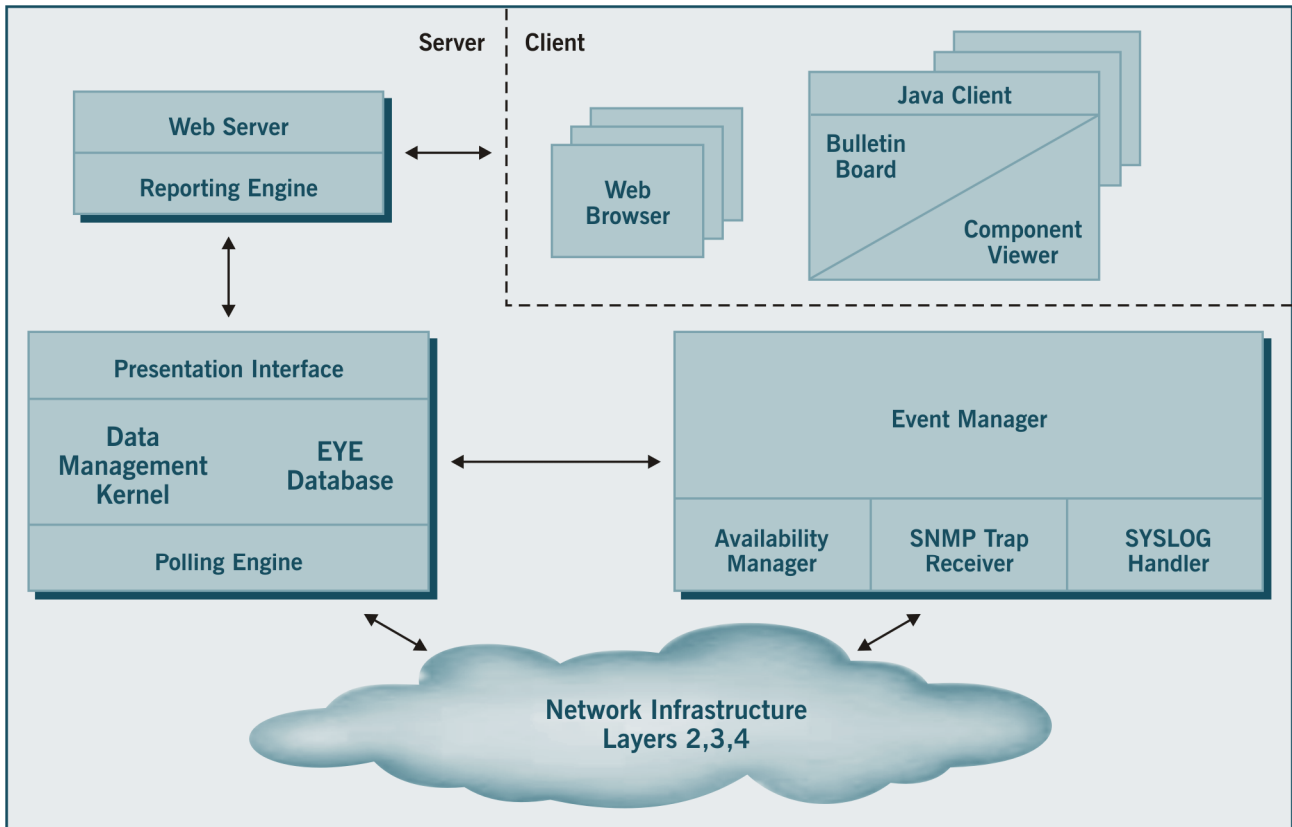 Server
Client
Web Server
Reporting Engine
Web
Browser
Java Client
Bulletin
Board
Component
Viewer
Presentation Interface
Data
Management
Kernel
EYE
Database
Polling Engine
Event Manager
Availability
Manager
SNMP Trap
Receiver
SYSLOG
Handler
Network Infrastructure
Layers 2,3,4